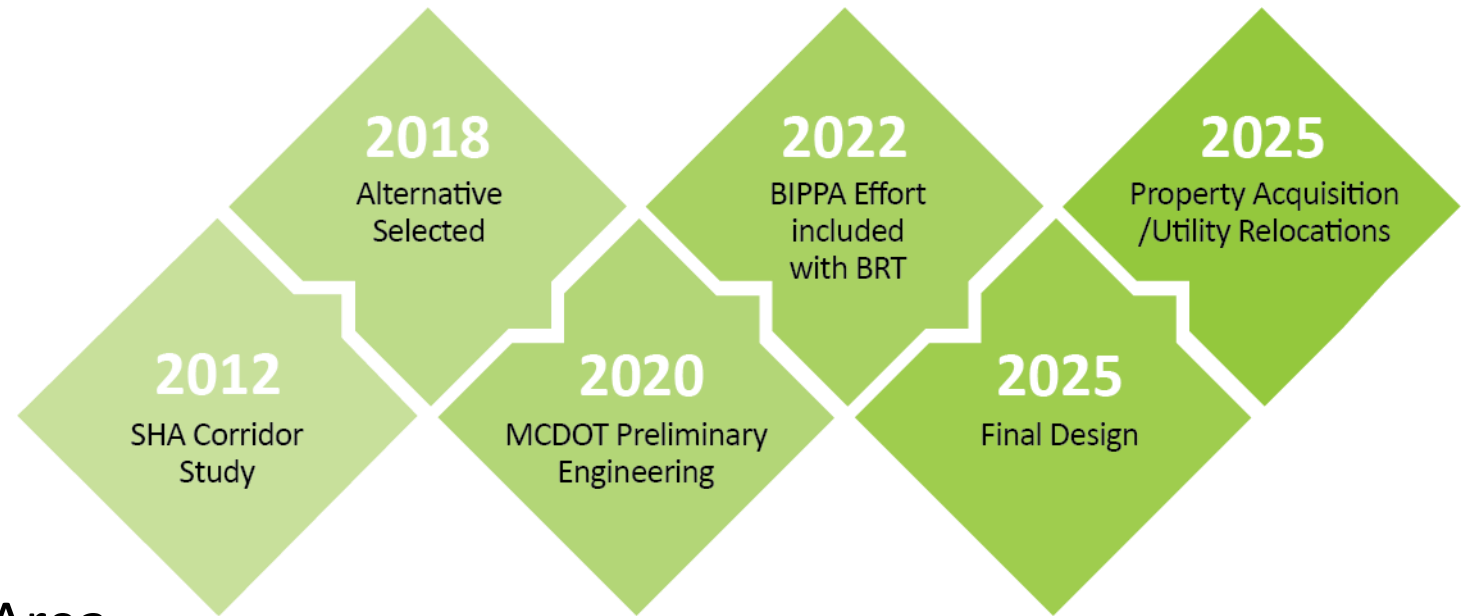 2012
SHA Corridor
Study
2018
Alternative
Selected
2020
MCDOT Preliminary
Engineering
2022
BIPPA Effort
included
with BRT
2025
Final Design
2025
Property Acquisition
/Utility Relocations
Area